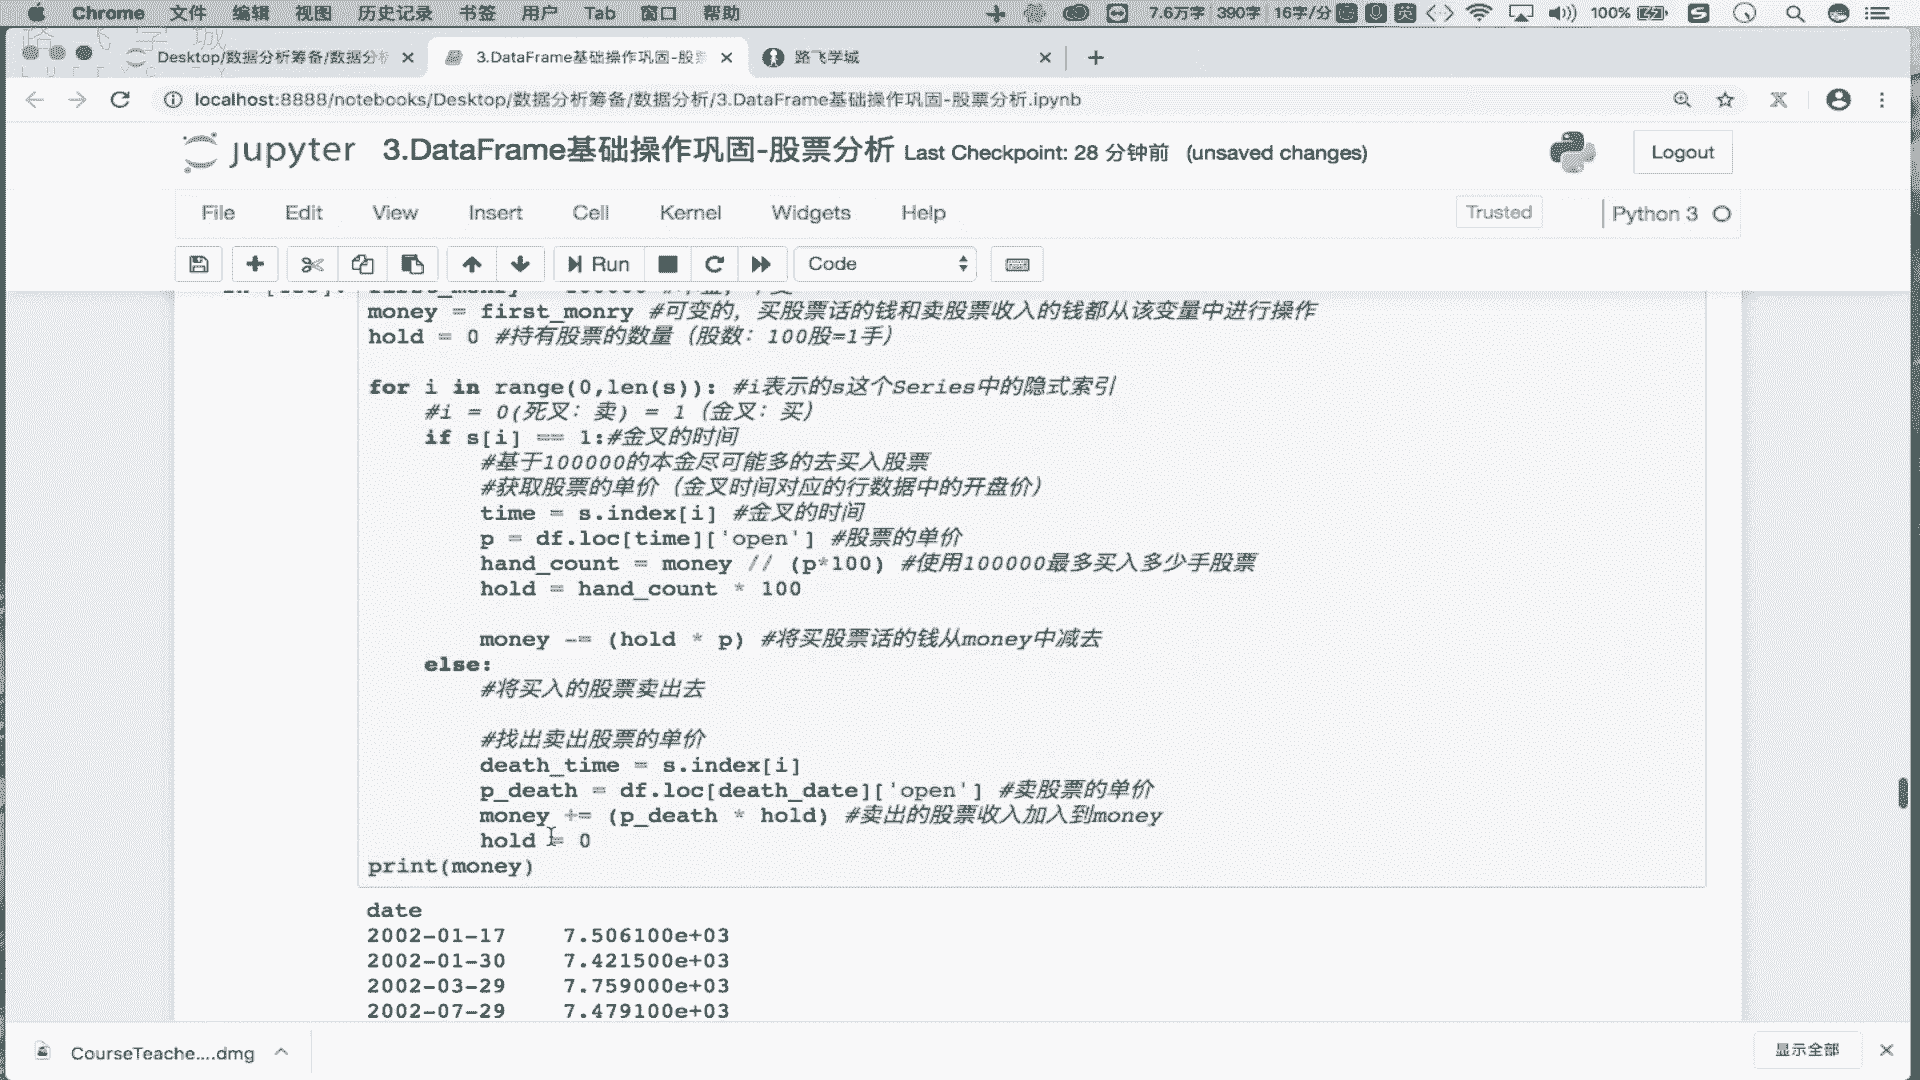 Chrome 文件 编辑 视图 历史记录 书签 用户 Tab 窗口 帮助 7.6万字 390字 16字/分 英 100%
Desktop/数据分析筹备/数据分析 3.DataFrame基础操作巩固-股票 路飞学城
localhost:8888/notebooks/Desktop/数据分析筹备/数据分析/3.DataFrame基础操作巩固-股票分析.ipynb
jupyter 3.DataFrame基础操作巩固-股票分析 Last Checkpoint: 28 分钟前 (unsaved changes) Logout
File Edit View Insert Cell Kernel Widgets Help Trusted Python 3
Run Code
money = first_monry #可变的，买股票话的钱和卖股票收入的钱都从该变量中进行操作
hold = 0 #持有股票的数量（股数：100股=1手）
for i in range(0,len(s)): #i表示的s这个Series中的隐式索引
#i = 0(死叉：卖) = 1（金叉：买）
if s[i] == 1:#金叉的时间
#基于100000的本金尽可能多的去买入股票
#获取股票的单价（金叉时间对应的行数据中的开盘价）
time = s.index[i] #金叉的时间
p = df.loc[time]['open'] #股票的单价
hand_count = money // (p*100) #使用100000最多买入多少手股票
hold = hand_count * 100
money -= (hold * p) #将买股票话的钱从money中减去
else:
#将买入的股票卖出去
#找出卖出股票的单价
death_time = s.index[i]
p_death = df.loc[death_date]['open'] #卖股票的单价
money += (p_death * hold) #卖出的股票收入加入到money
hold = 0
print(money)
date
2002-01-17 7.506100e+03
2002-01-30 7.421500e+03
2002-03-29 7.759000e+03
2002-07-29 7.479100e+03
CourseTeache....dmg 显示全部